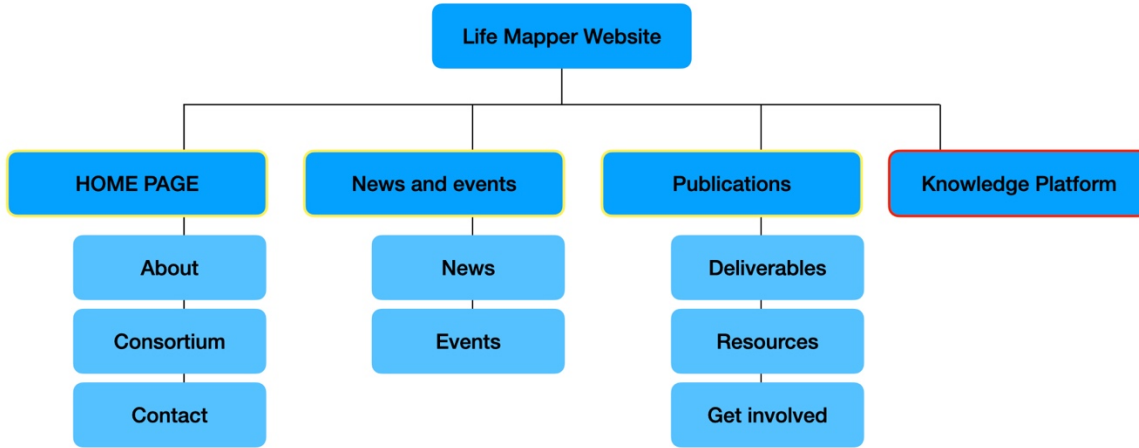 Life Mapper Website
HOME PAGE
News and events
Publications
Knowledge Platform
About
News
Deliverables
Consortium
Events
Resources
Contact
Get involved